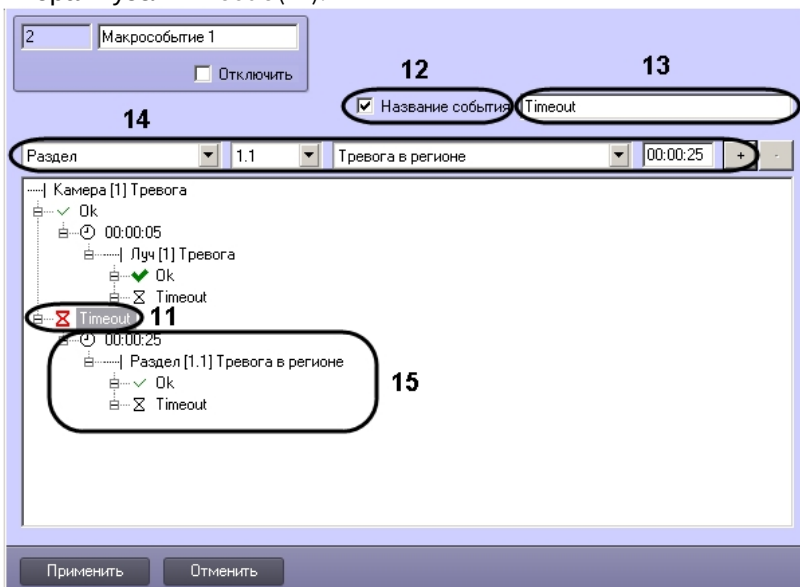 2 Макрособытие 1
Отключить
12 13
Название события Timeout
14
Раздел 1.1 Тревога в регионе 00:00:25 + -
Камера [1] Тревога
Ok
00:00:05
Луч [1] Тревога
Ok
Timeout
Timeout 11
00:00:25
Раздел [1.1] Тревога в регионе
Ok 15
Timeout
Применить Отменить